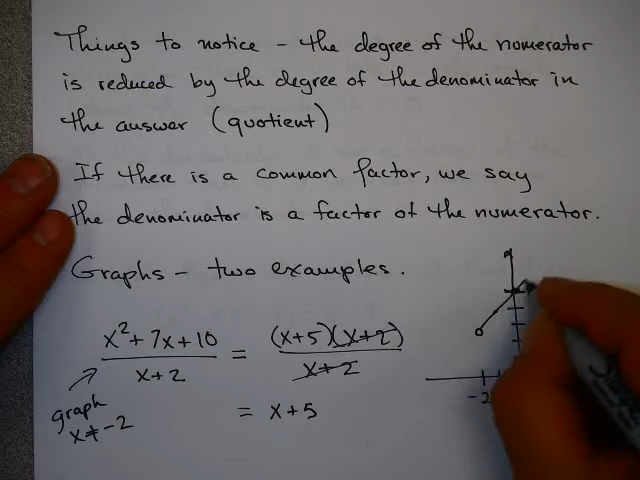 Things to notice - the degree of the numerator
is reduced by the degree of the denominator in
the answar (quotient)
If there is a common factor, we say
the denominator is a factor of the numerator.
Graphs - two examples.
x²+7x+10 / x+2 = (x+5)(x+2) / x+2
= x+5
graph
x≠-2
-2